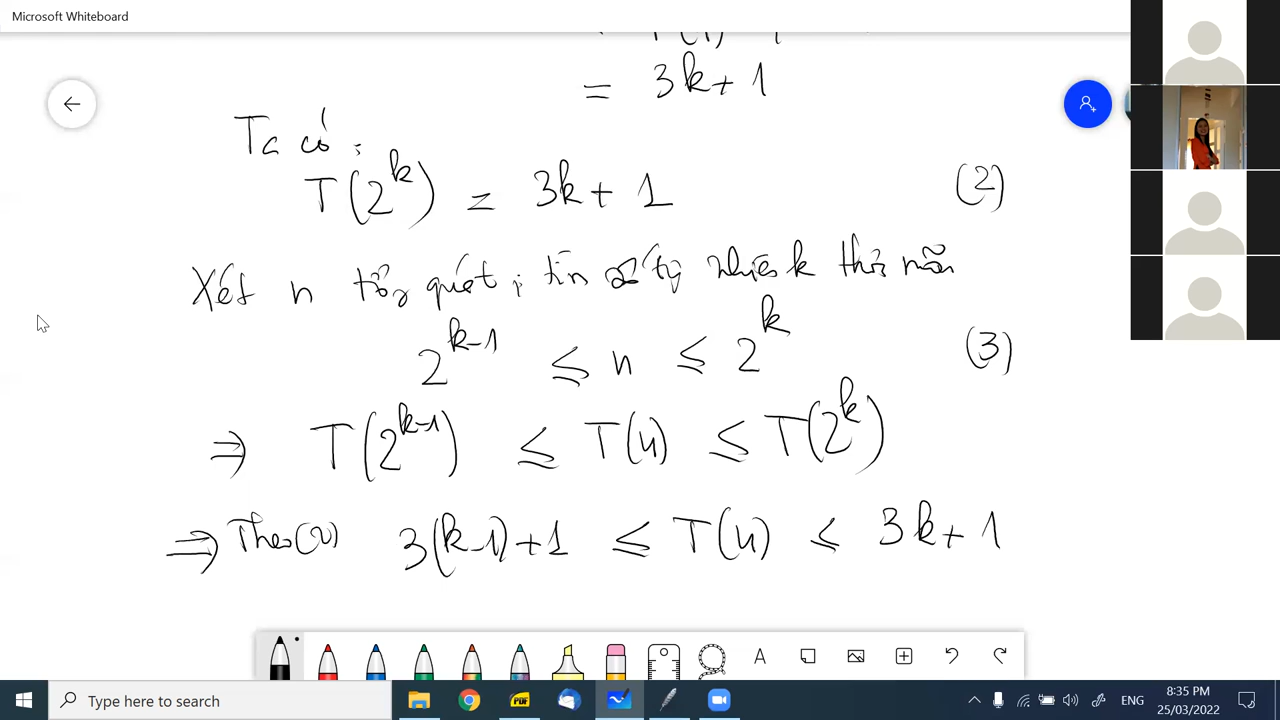 Microsoft Whiteboard
= 3k+1
Ta có:
T(2^k) = 3k+1 (2)
Xét n tổng quát, tồn số tự nhiên k thỏa mãn
2^{k-1} ≤ n ≤ 2^k (3)
⇒ T(2^{k-1}) ≤ T(n) ≤ T(2^k)
⇒ Theo (2) 3(k-1)+1 ≤ T(n) ≤ 3k+1
A
Type here to search
PDF
ENG
8:35 PM
25/03/2022